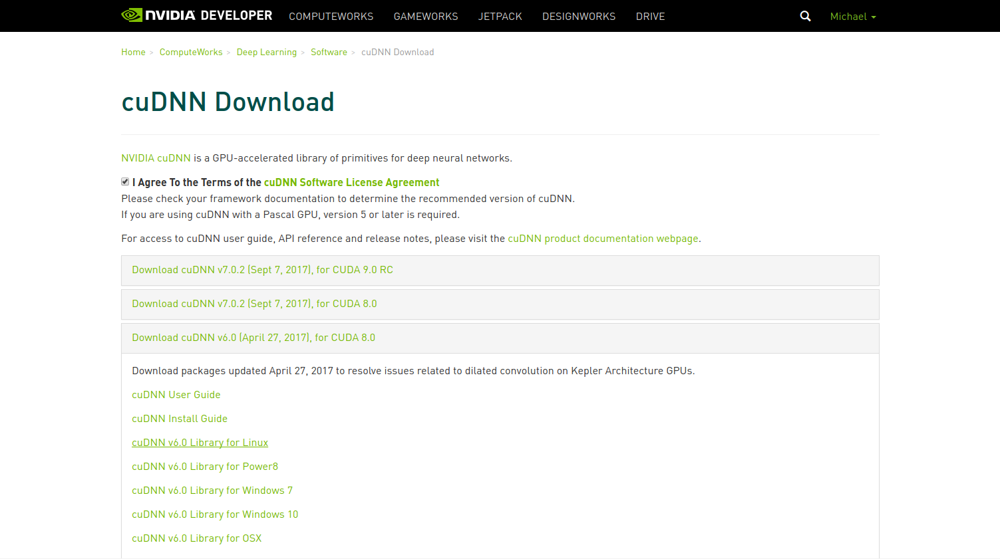 NVIDIA DEVELOPER COMPUTEWORKS GAMEWORKS JETPACK DESIGNWORKS DRIVE Michael
Home > ComputeWorks > Deep Learning > Software > cuDNN Download
cuDNN Download
NVIDIA cuDNN is a GPU-accelerated library of primitives for deep neural networks.
I Agree To the Terms of the cuDNN Software License Agreement
Please check your framework documentation to determine the recommended version of cuDNN.
If you are using cuDNN with a Pascal GPU, version 5 or later is required.
For access to cuDNN user guide, API reference and release notes, please visit the cuDNN product documentation webpage.
Download cuDNN v7.0.2 (Sept 7, 2017), for CUDA 9.0 RC
Download cuDNN v7.0.2 (Sept 7, 2017), for CUDA 8.0
Download cuDNN v6.0 (April 27, 2017), for CUDA 8.0
Download packages updated April 27, 2017 to resolve issues related to dilated convolution on Kepler Architecture GPUs.
cuDNN User Guide
cuDNN Install Guide
cuDNN v6.0 Library for Linux
cuDNN v6.0 Library for Power8
cuDNN v6.0 Library for Windows 7
cuDNN v6.0 Library for Windows 10
cuDNN v6.0 Library for OSX